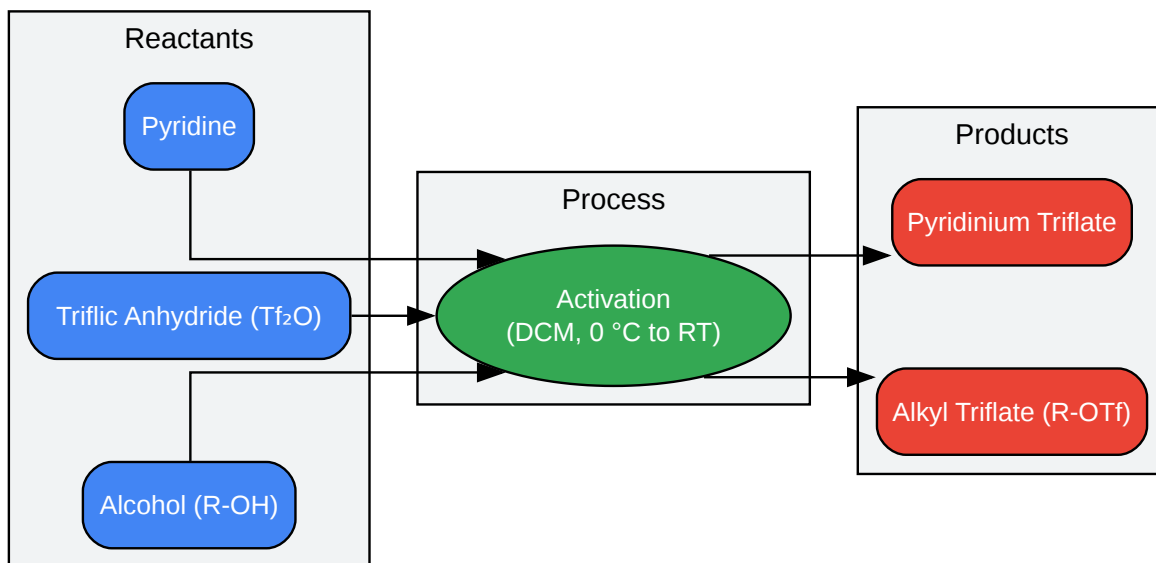 Reactants
Pyridine
Triflic Anhydride (Tf₂O)
Alcohol (R-OH)
Process
Activation
(DCM, 0 °C to RT)
Products
Pyridinium Triflate
Alkyl Triflate (R-OTf)